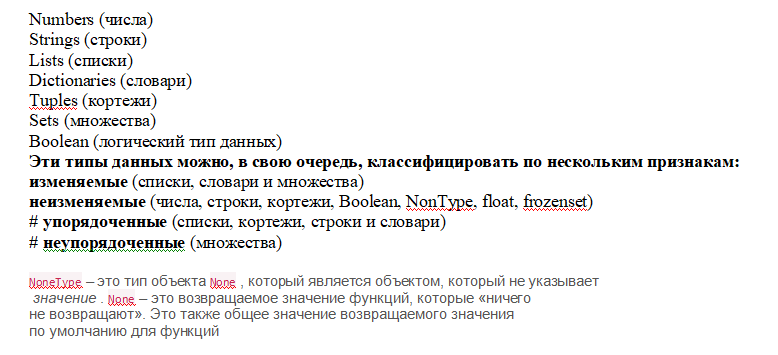 Numbers (числа)
Strings (строки)
Lists (списки)
Dictionaries (словари)
Tuples (кортежи)
Sets (множества)
Boolean (логический тип данных)
Эти типы данных можно, в свою очередь, классифицировать по нескольким признакам:
изменяемые (списки, словари и множества)
неизменяемые (числа, строки, кортежи, Boolean, NonType, float, frozenset)
# упорядоченные (списки, кортежи, строки и словари)
# неупорядоченные (множества)
NoneType – это тип объекта None , который является объектом, который не указывает
значение . None – это возвращаемое значение функций, которые «ничего
не возвращают». Это также общее значение возвращаемого значения
по умолчанию для функций